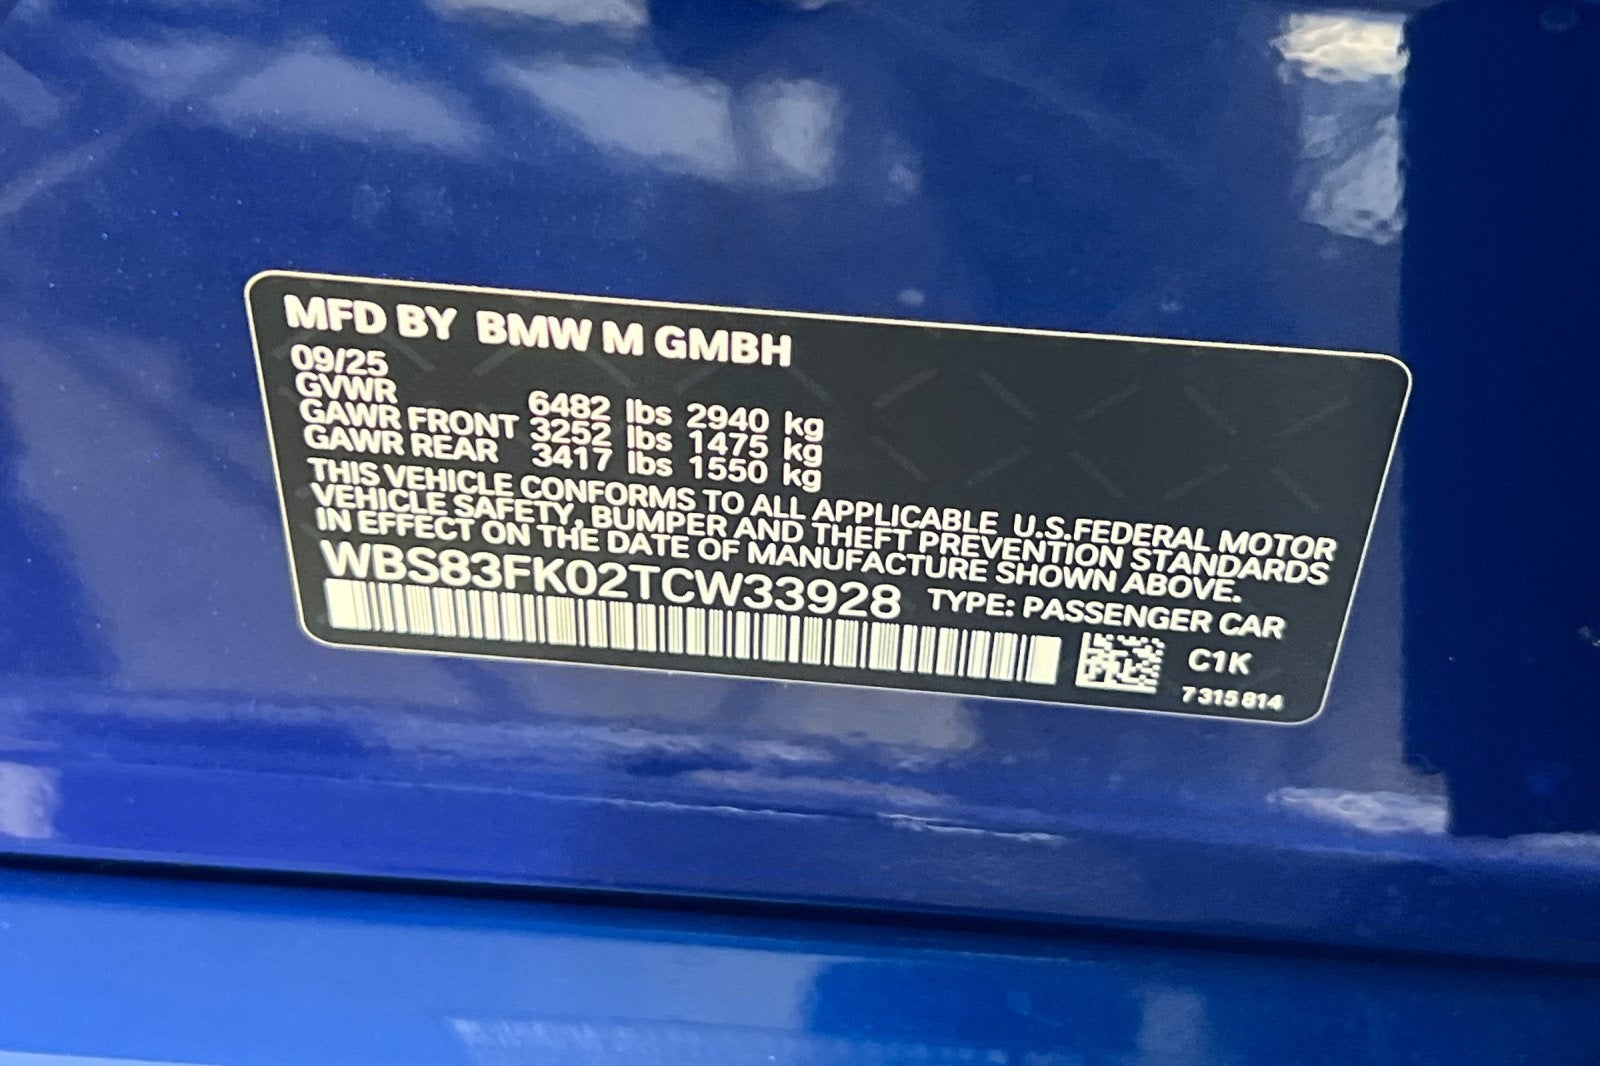 MFD BY BMW M GMBH
09/25
GVWR 6482 lbs 2940 kg
GAWR FRONT 3252 lbs 1475 kg
GAWR REAR 3417 lbs 1550 kg
THIS VEHICLE CONFORMS TO ALL APPLICABLE U.S.FEDERAL MOTOR
VEHICLE SAFETY, BUMPER AND THEFT PREVENTION STANDARDS
IN EFFECT ON THE DATE OF MANUFACTURE SHOWN ABOVE.
WBS83FK02TCW33928 TYPE: PASSENGER CAR
C1K
7 315 814